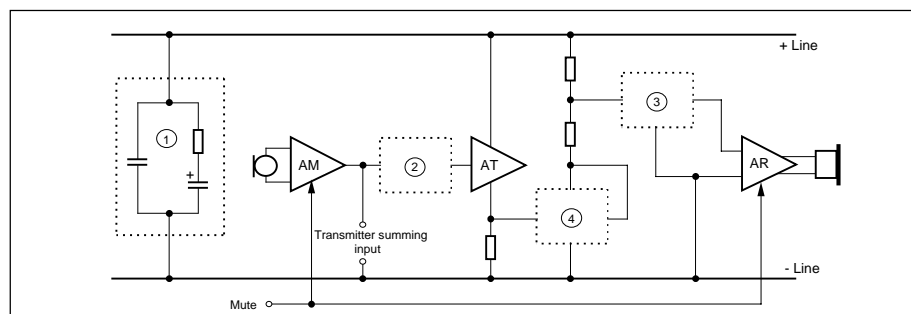 + Line
3
1
AM
2
AT
AR
4
Transmitter summing
input
- Line
Mute
+